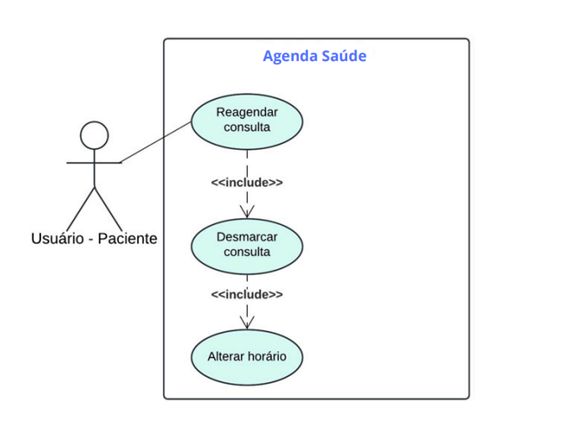 Agenda Saúde
Reagendar
consulta
<<include>>
Usuário - Paciente
Desmarcar
consulta
<<include>>
Alterar horário